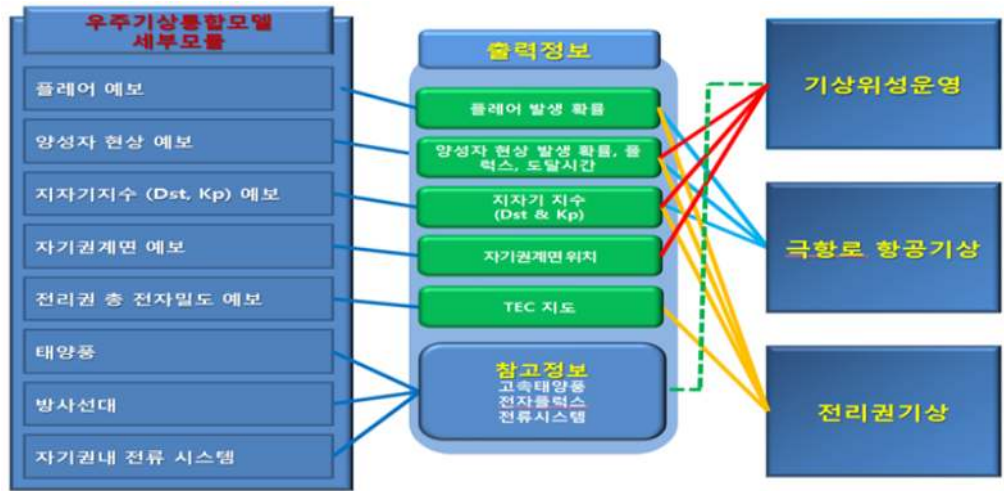 우주기상통합모델
세부모듈
플레어 예보
양성자 현상 예보
지자기지수 (Dst, Kp) 예보
자기권계면 예보
전리권 총 전자밀도 예보
태양풍
방사선대
자기권내 전류 시스템
출력정보
플레어 발생 확률
양성자 현상 발생 확률, 플
럭스, 도달시간
지자기 지수
(Dst & Kp)
자기권계면 위치
TEC 지도
참고정보
고속태양풍
전자플럭스
전류시스템
기상위성운영
극항로 항공기상
전리권기상